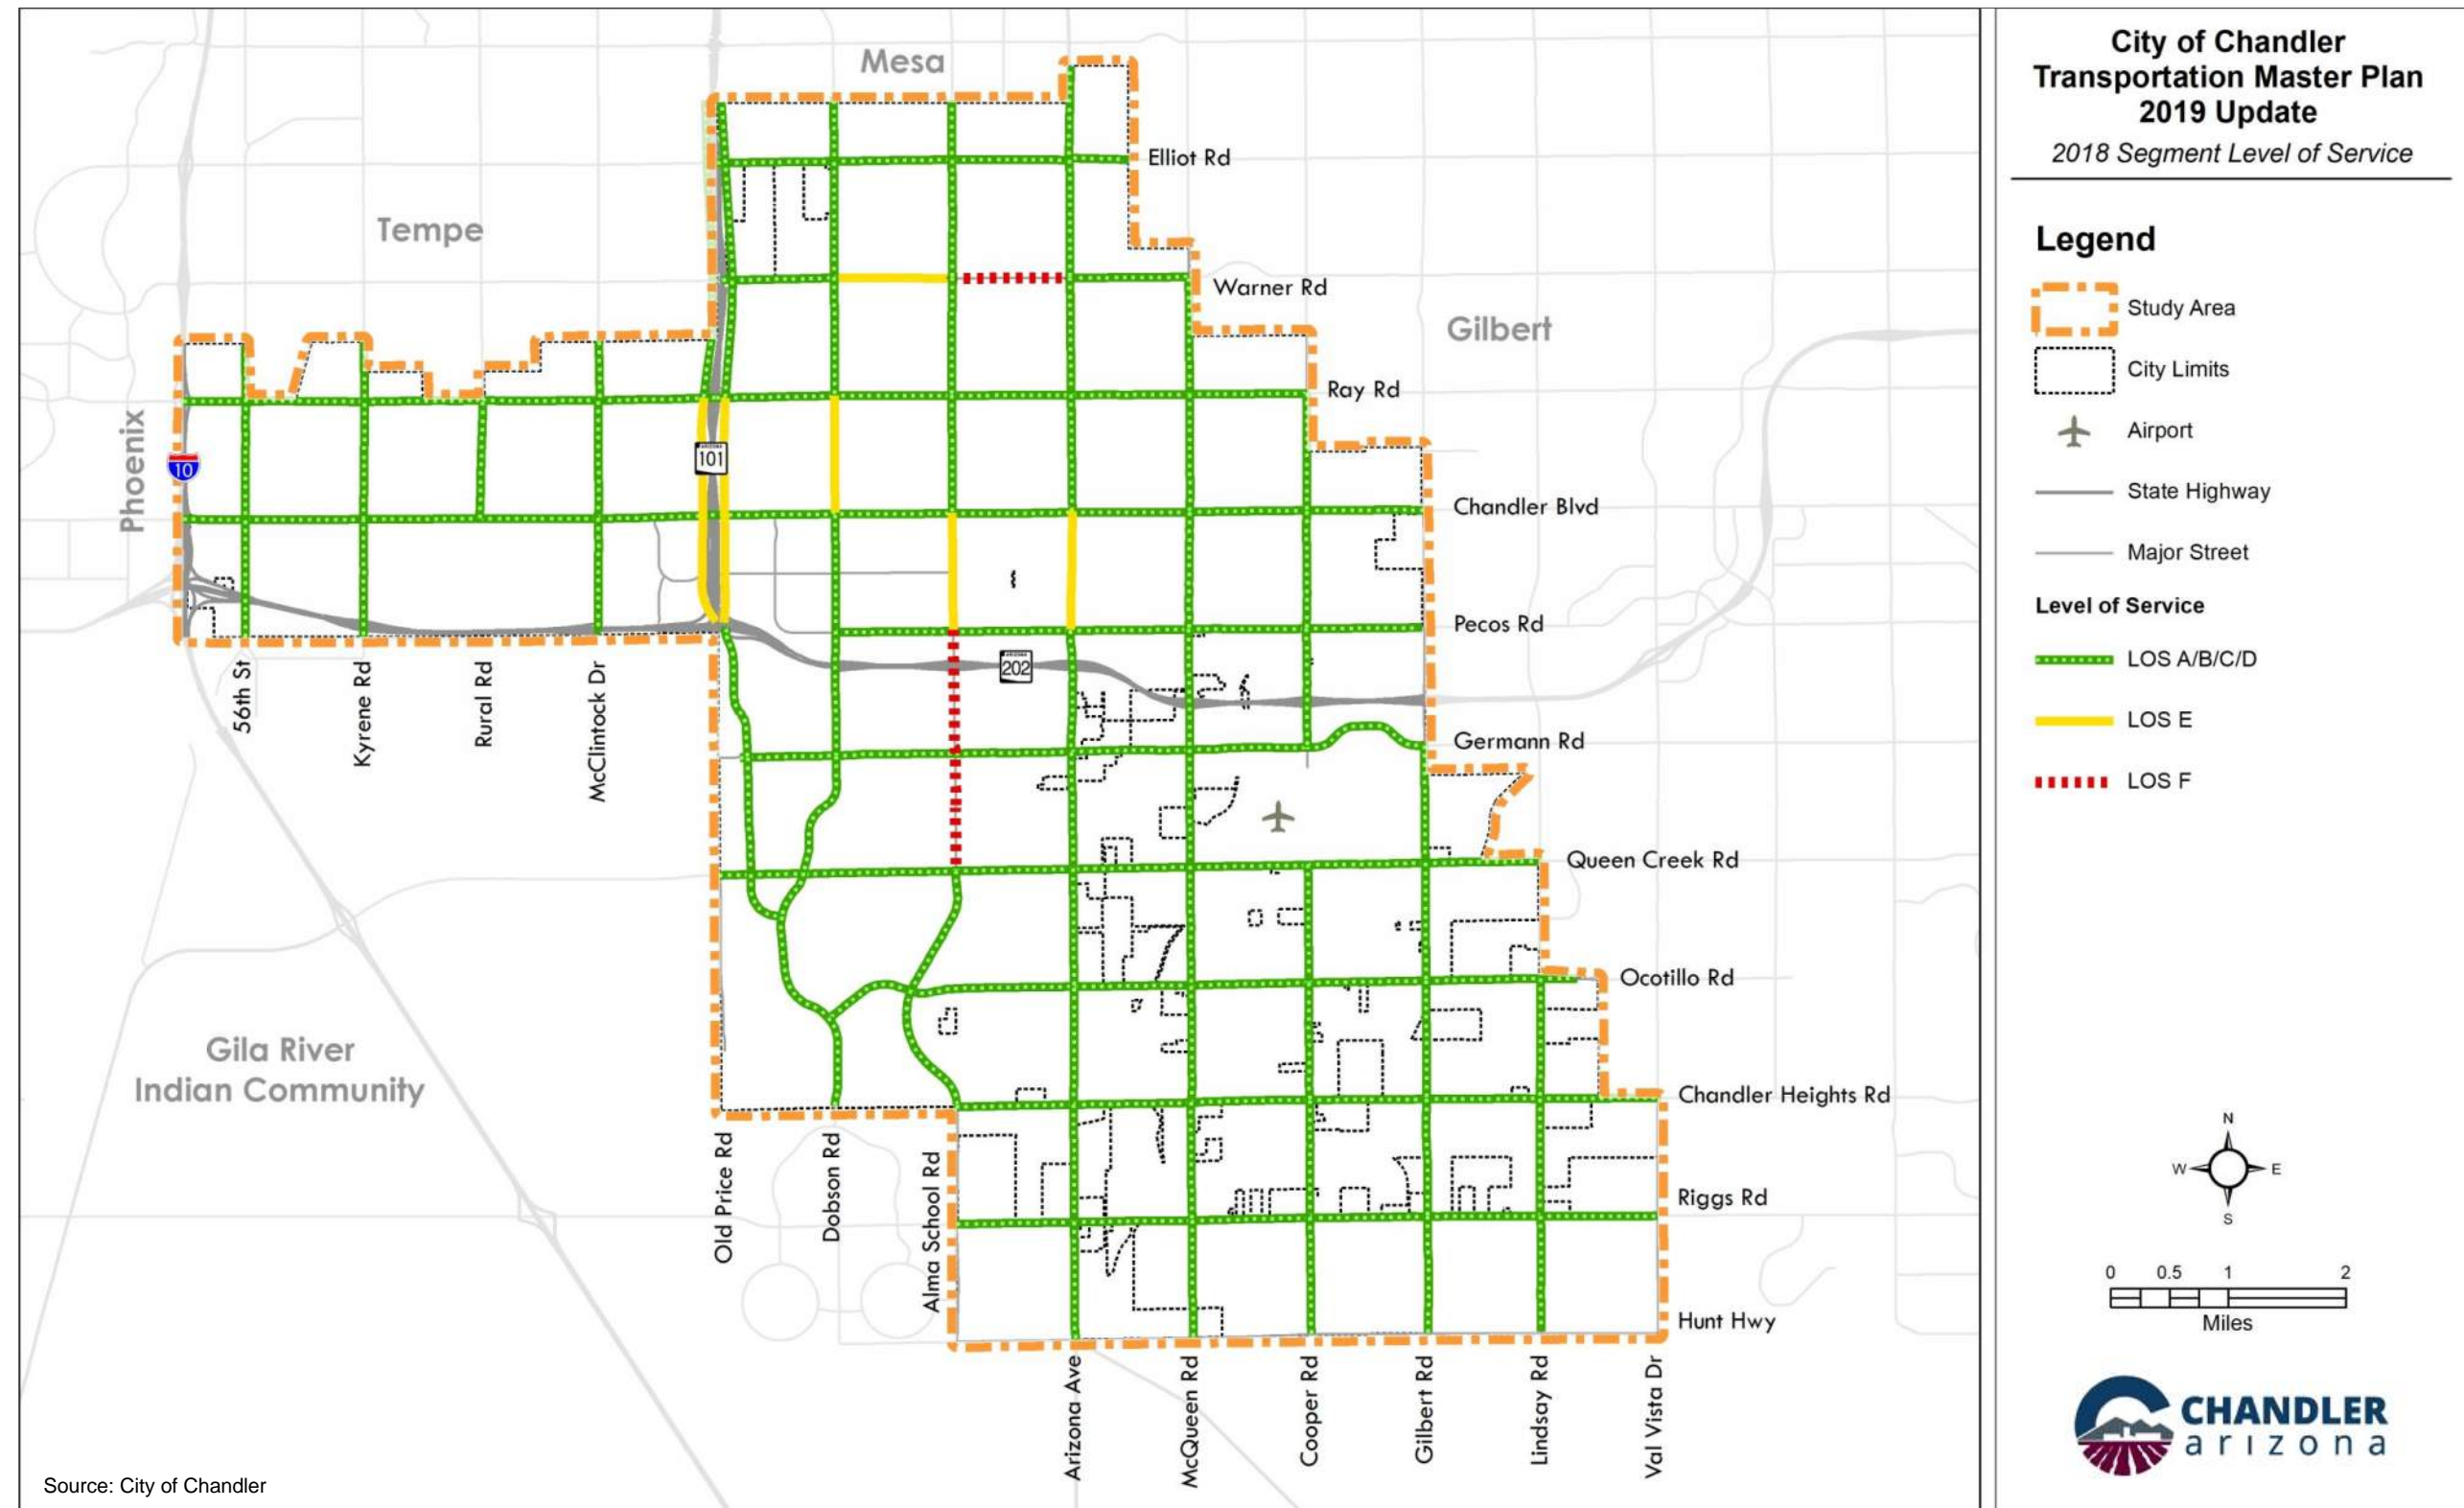 City of Chandler
Transportation Master Plan
2019 Update
2018 Segment Level of Service
Legend
Study Area
City Limits
Airport
State Highway
Major Street
Level of Service
LOS A/B/C/D
LOS E
LOS F
Mesa
Tempe
Gilbert
Phoenix
Gila River
Indian Community
Elliot Rd
Warner Rd
Ray Rd
Chandler Blvd
Pecos Rd
Germann Rd
Queen Creek Rd
Ocotillo Rd
Chandler Heights Rd
Riggs Rd
Hunt Hwy
10
ARIZONA
101
ARIZONA
202
56th St
Kyrene Rd
Rural Rd
McClintock Dr
Old Price Rd
Dobson Rd
Alma School Rd
Arizona Ave
McQueen Rd
Cooper Rd
Gilbert Rd
Lindsay Rd
Val Vista Dr
N
W E
S
0 0.5 1 2
Miles
CHANDLER
arizona
Source: City of Chandler